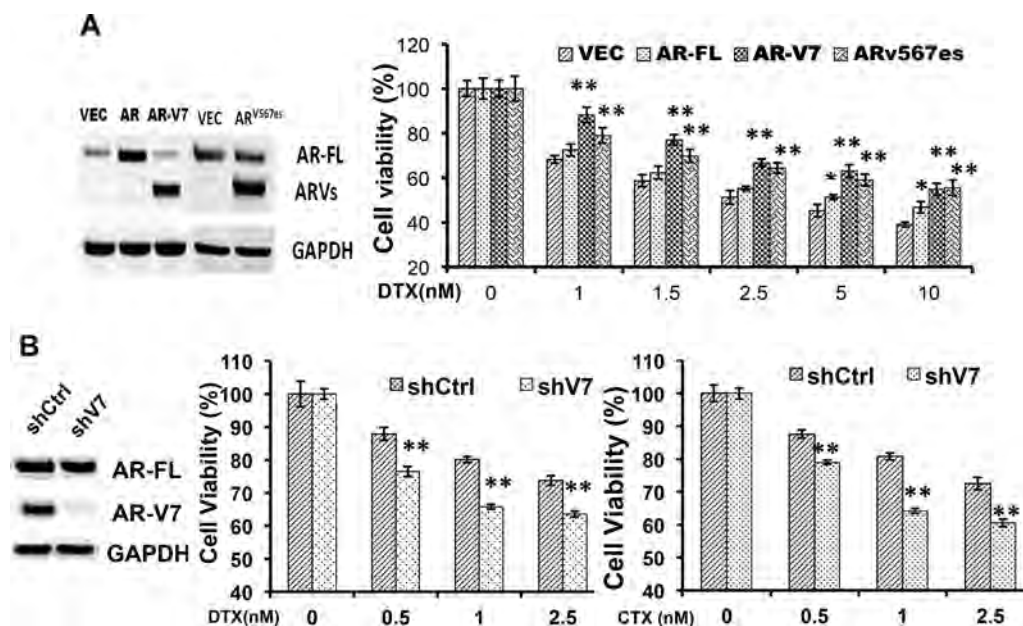 A
VEC AR AR-V7 VEC ARV567es
AR-FL
ARVs
GAPDH
Cell viability (%)
120
100
80
60
40
20
VEC AR-FL AR-V7 ARv567es
** ** ** ** ** ** * ** ** * ** **
DTX(nM) 0 1 1.5 2.5 5 10
B
shCtrl shV7
AR-FL
AR-V7
GAPDH
Cell Viability (%)
110
100
90
80
70
60
50
40
shCtrl shV7
** ** **
DTX(nM) 0 0.5 1 2.5
Cell Viability (%)
110
100
90
80
70
60
50
40
shCtrl shV7
** ** **
CTX (nM) 0 0.5 1 2.5